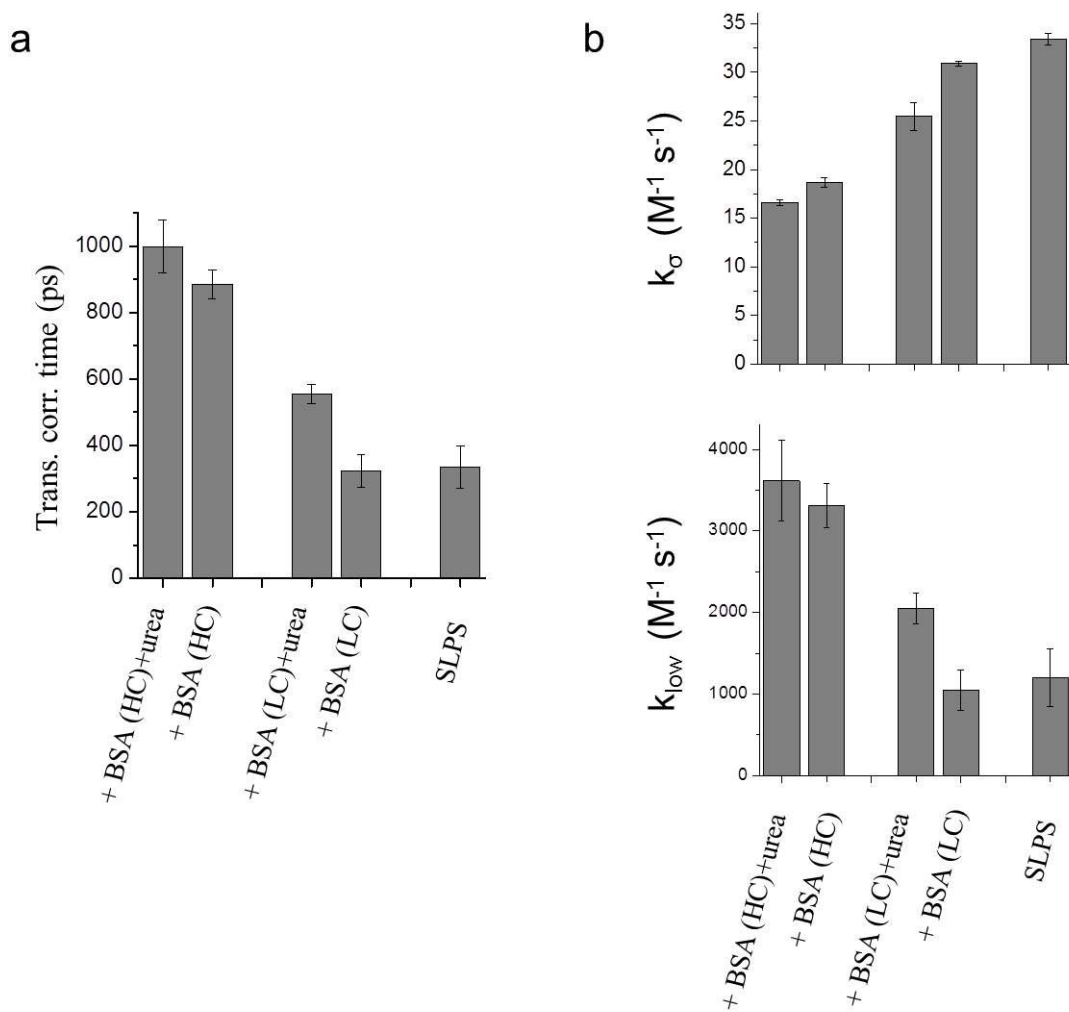 a
Trans. corr. time (ps)
1000
800
600
400
200
0
+ BSA (HC)+urea
+ BSA (HC)
+ BSA (LC)+urea
+ BSA (LC)
SLPS
b
kσ (M-1 s-1)
35
30
25
20
15
10
5
0
klow (M-1 s-1)
4000
3000
2000
1000
0
+ BSA (HC)+urea
+ BSA (HC)
+ BSA (LC)+urea
+ BSA (LC)
SLPS